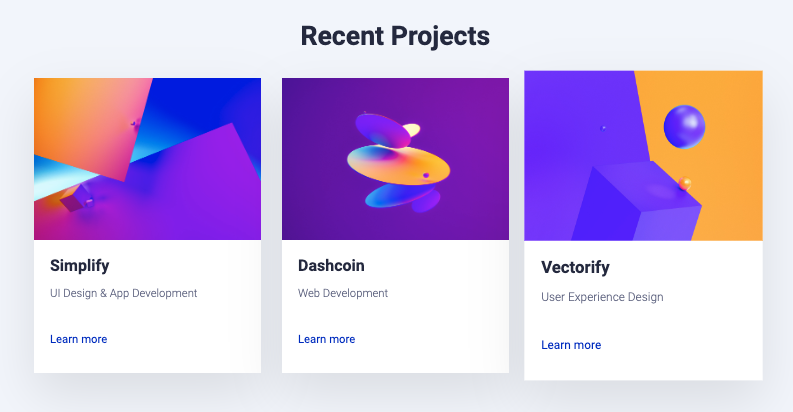 Recent Projects
Simplify
UI Design & App Development
Learn more
Dashcoin
Web Development
Learn more
Vectorify
User Experience Design
Learn more